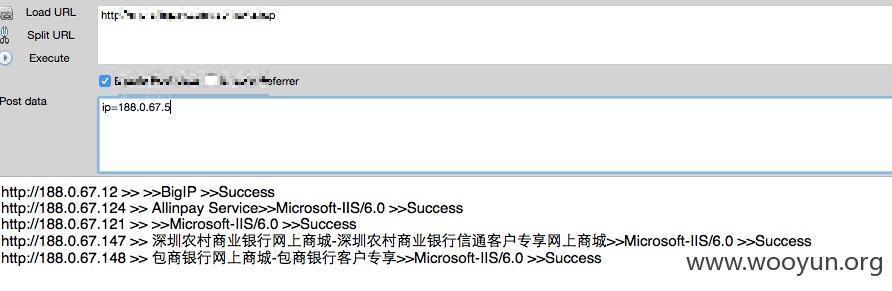 Load URL
http
Split URL
Execute
Post data
ip=188.0.67.5
http://188.0.67.12 >> >>BigIP >>Success
http://188.0.67.124 >> Allinpay Service>>Microsoft-IIS/6.0 >>Success
http://188.0.67.121 >> >>Microsoft-IIS/6.0 >>Success
http://188.0.67.147 >> 深圳农村商业银行网上商城-深圳农村商业银行信通客户专享网上商城>>Microsoft-IIS/6.0 >>Success
http://188.0.67.148 >> 包商银行网上商城-包商银行客户专享>>Microsoft-IIS/6.0 >>Success
www.wooyun.org